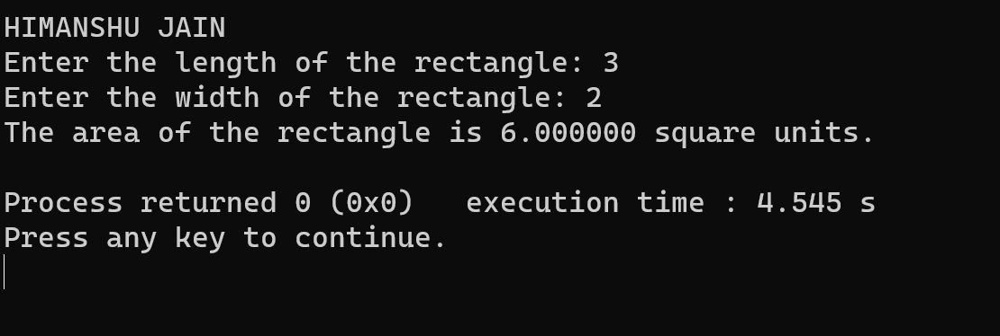 HIMANSHU JAIN
Enter the length of the rectangle: 3
Enter the width of the rectangle: 2
The area of the rectangle is 6.000000 square units.
Process returned 0 (0x0)   execution time : 4.545 s
Press any key to continue.